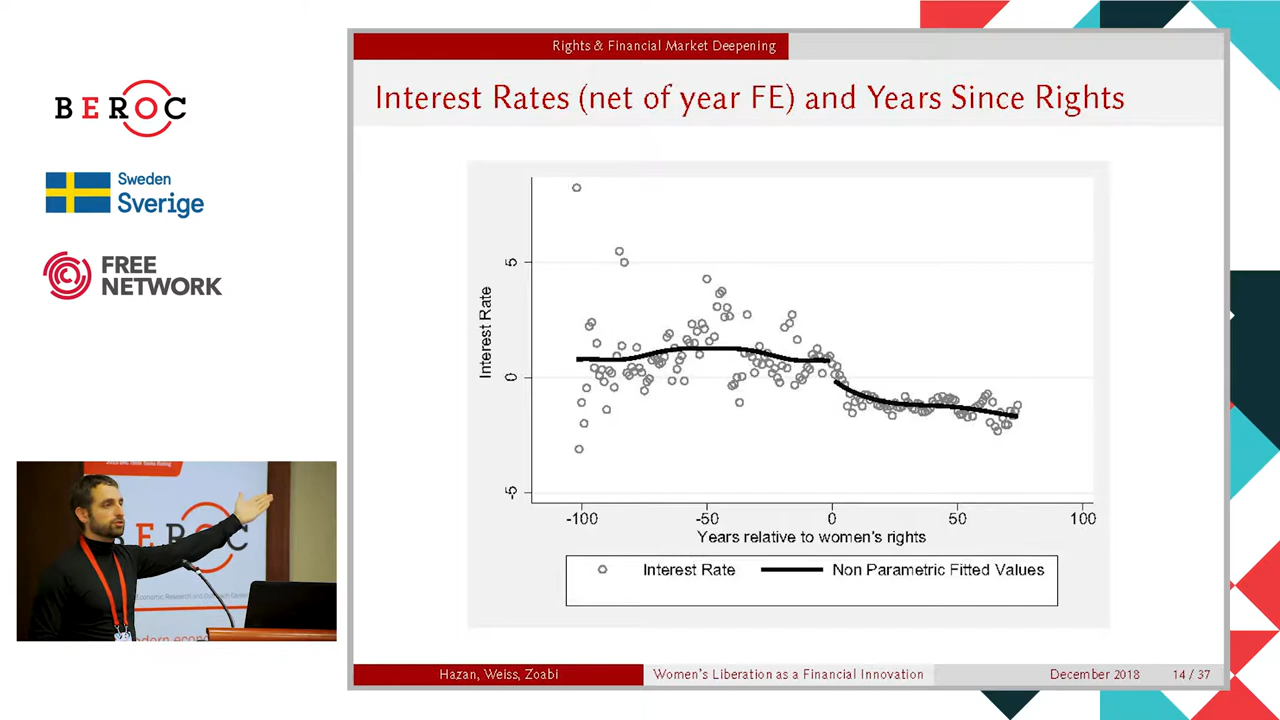 BEROC
Sweden
Sverige
FREE
NETWORK
Rights & Financial Market Deepening
Interest Rates (net of year FE) and Years Since Rights
Interest Rate
5
0
-5
-100 -50 0 50 100
Years relative to women's rights
Interest Rate Non Parametric Fitted Values
Hazan, Weiss, Zoabi Women's Liberation as a Financial Innovation December 2018 14 / 37
BEROC